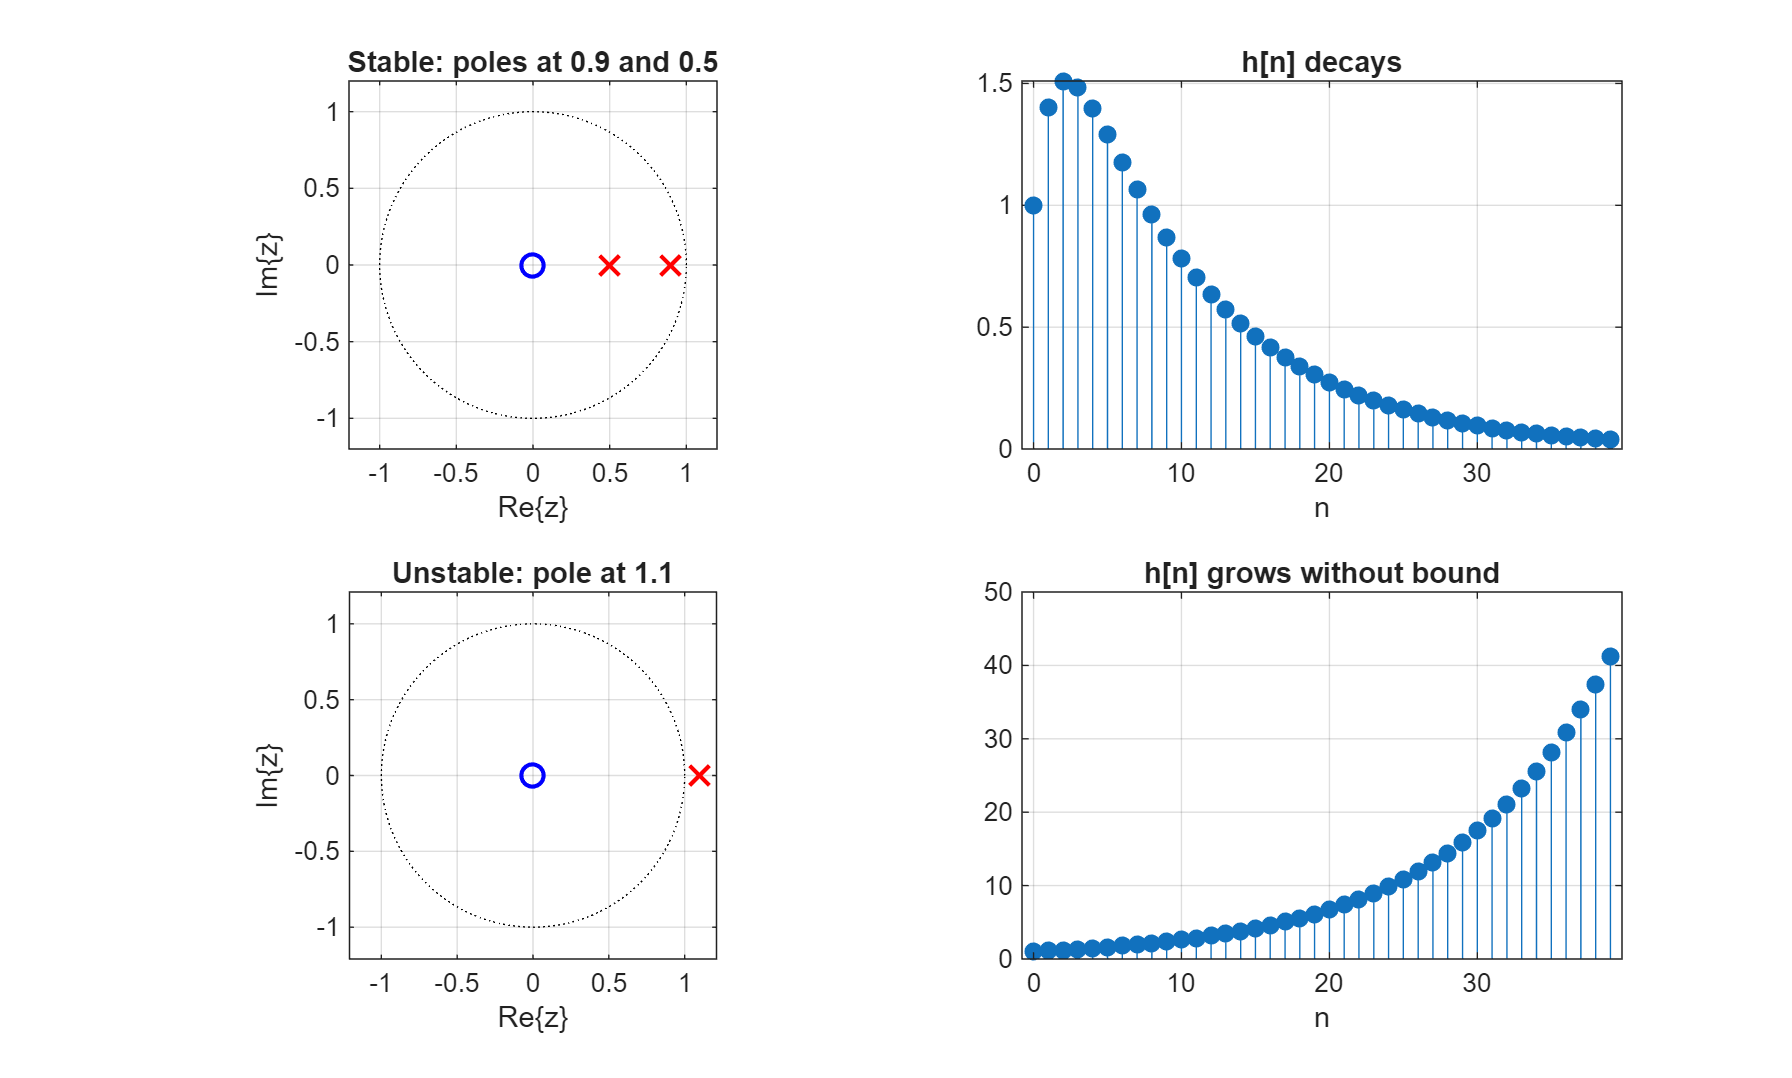 Stable: poles at 0.9 and 0.5
1
0.5
0
-0.5
-1
-1 -0.5 0 0.5 1
Re{z}
Im{z}
h[n] decays
1.5
1
0.5
0
0 10 20 30
n
Unstable: pole at 1.1
1
0.5
0
-0.5
-1
-1 -0.5 0 0.5 1
Re{z}
Im{z}
h[n] grows without bound
50
40
30
20
10
0
0 10 20 30
n